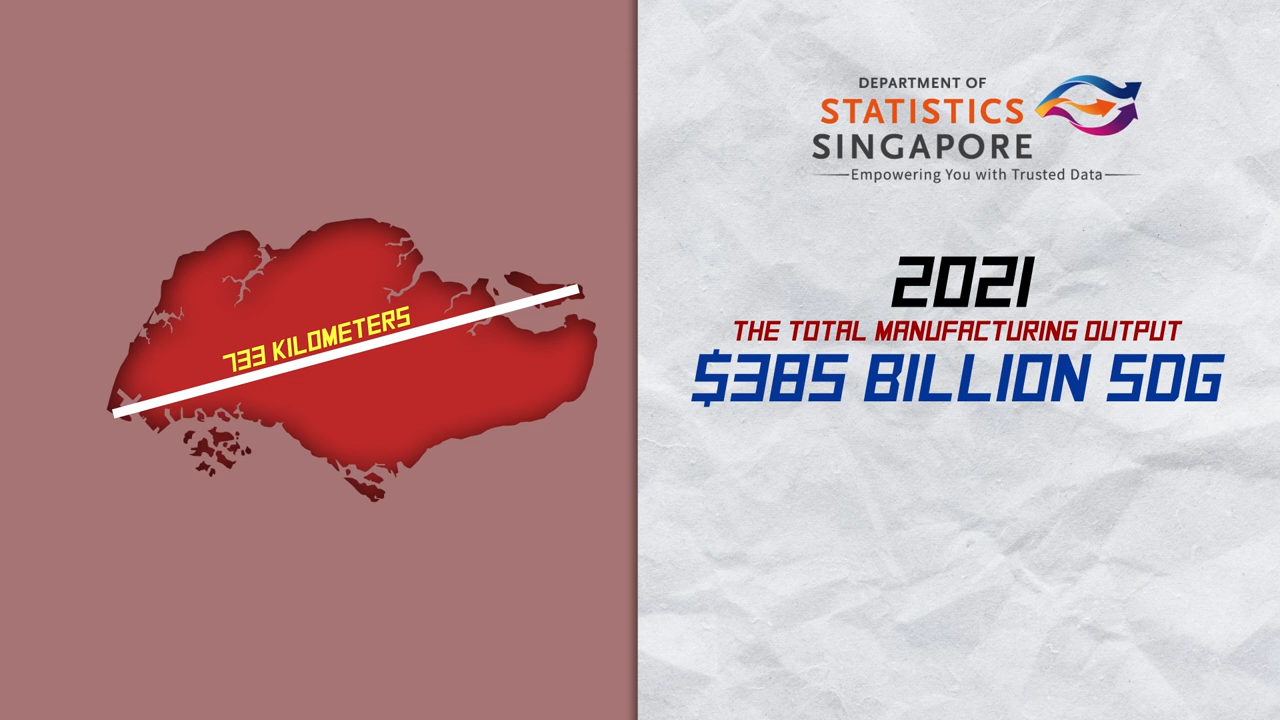 733 KILOMETERS
DEPARTMENT OF
STATISTICS
SINGAPORE
Empowering You with Trusted Data
2021
THE TOTAL MANUFACTURING OUTPUT
$385 BILLION SDG